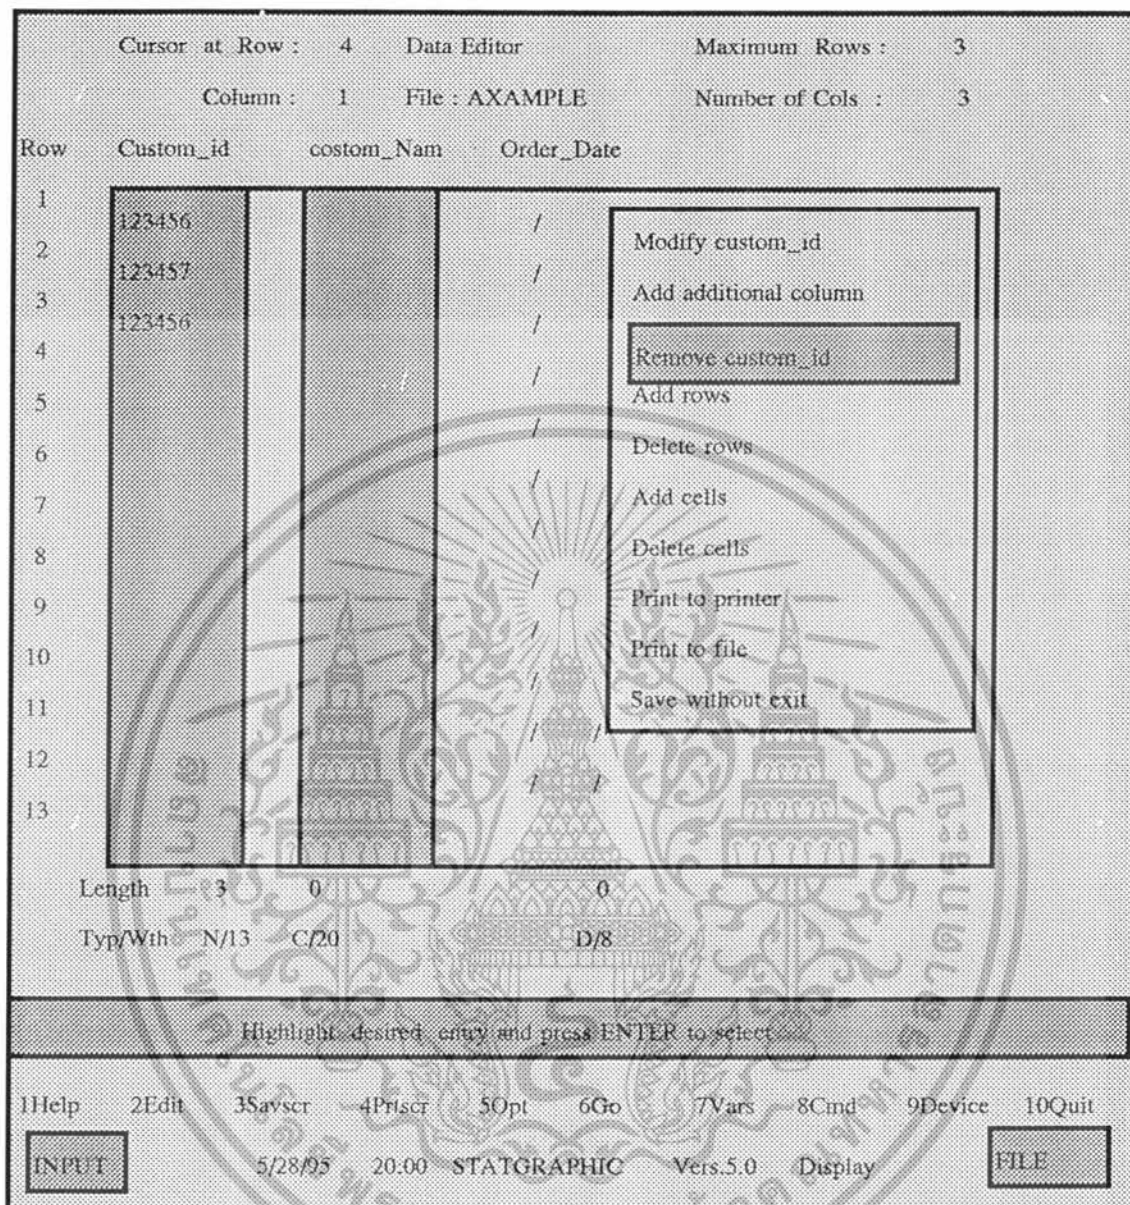 Cursor at Row : 4 Data Editor Maximum Rows : 3
Column : 1 File : AXAMPLE Number of Cols : 3
Row Custom_id costom_Nam Order_Date
1
123456 /
2
123457 /
3
123456 /
4
/
5
/
6
/
7
/
8
/
9
/
10
/
11
/ /
12
/ /
13
Modify custom_id
Add additional column
Remove custom_id
Add rows
Delete rows
Add cells
Delete cells
Print to printer
Print to file
Save without exit
Length 3 0 0
Typ/Wth N/13 C/20 D/8
Highlight desired entry and press ENTER to select
1Help 2Edit 3Savscr 4Prtscr 5Opt 6Go 7Vars 8Cmd 9Device 10Quit
INPUT 5/28/95 20.00 STATGRAPHIC Vers.5.0 Display FILE